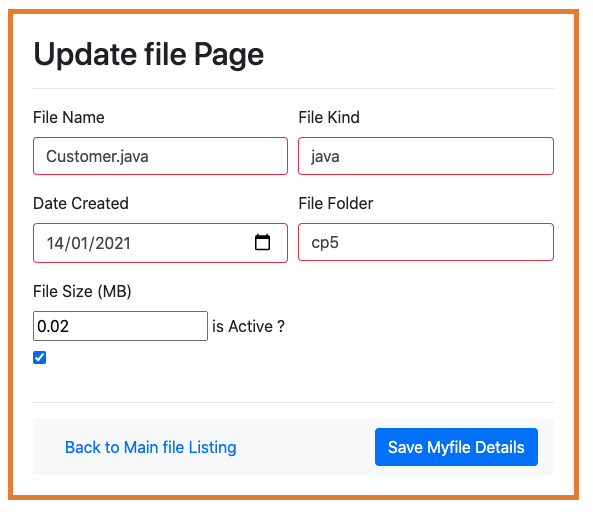 Update file Page
File Name
File Kind
Customer.java
java
Date Created
File Folder
14/01/2021
cp5
File Size (MB)
0.02 is Active ?
Back to Main file Listing
Save Myfile Details